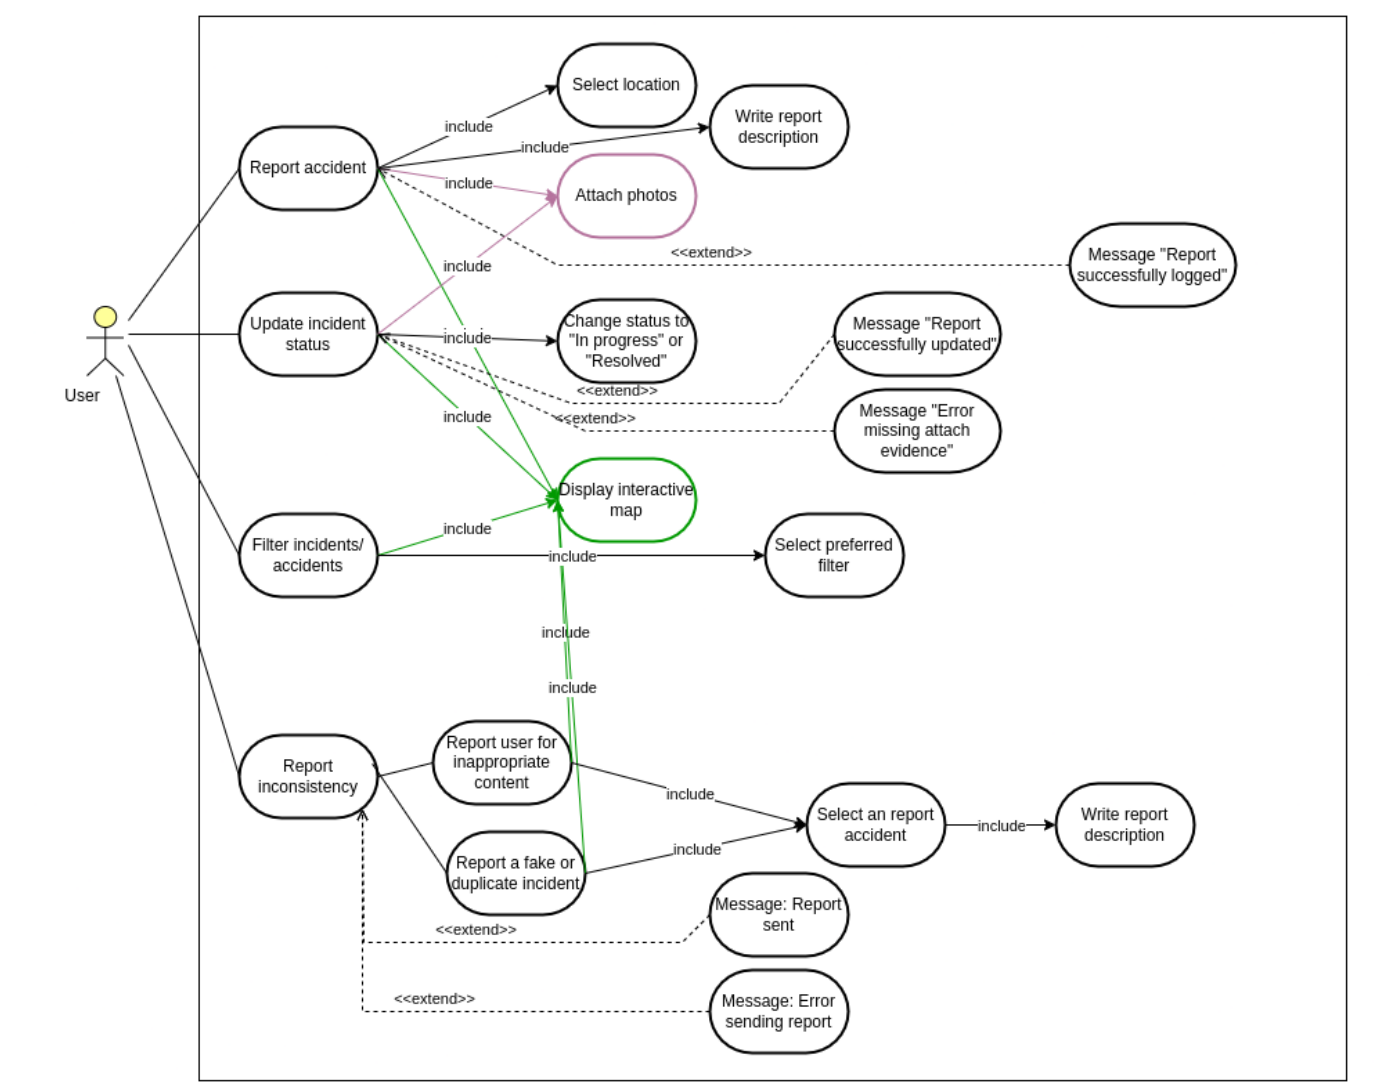 Select location
Write report
description
include
include
Report accident
include
Attach photos
<<extend>>
Message "Report
successfully logged"
include
Update incident
status
include
Change status to
"In progress" or
"Resolved"
Message "Report
successfully updated"
User
<<extend>>
include
<<extend>>
Message "Error
missing attach
evidence"
Display interactive
map
include
Filter incidents/
accidents
include
Select preferred
filter
include
include
Report
inconsistency
Report user for
inappropriate
content
include
Select an report
accident
include
Write report
description
include
Report a fake or
duplicate incident
<<extend>>
Message: Report
sent
<<extend>>
Message: Error
sending report